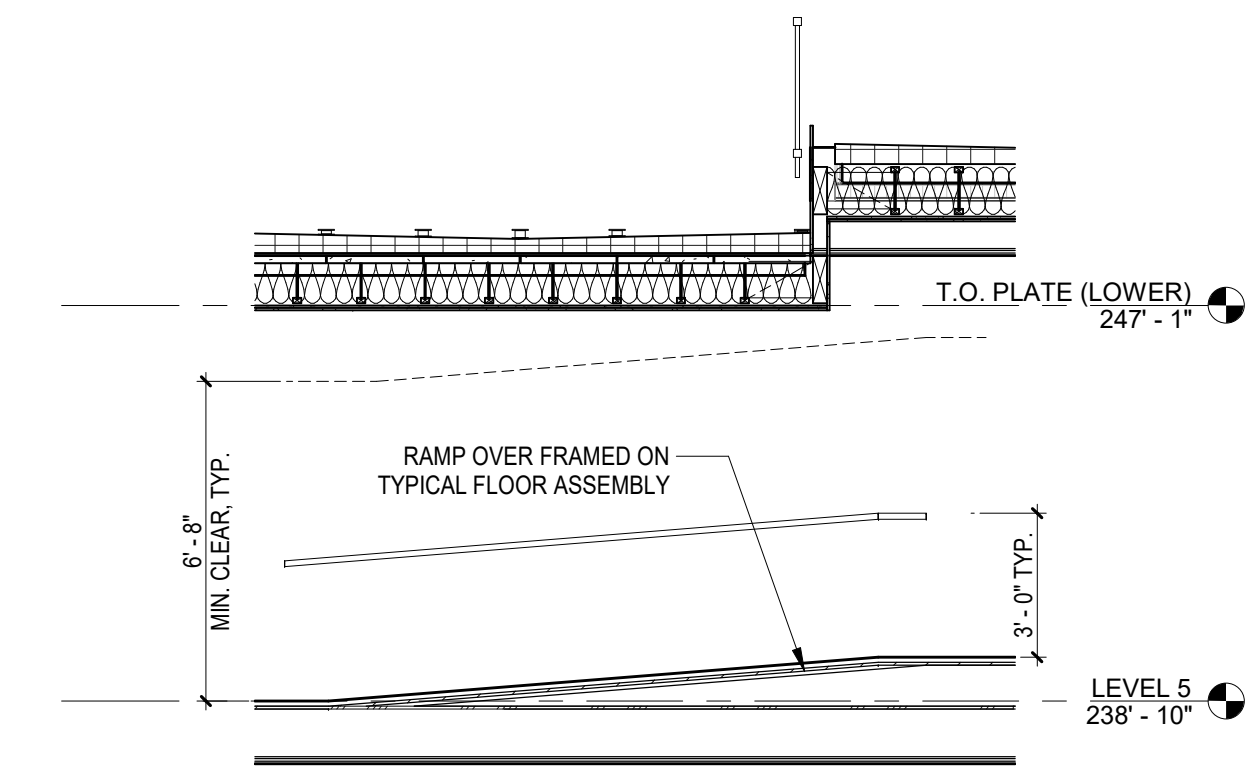 T.O. PLATE (LOWER)
247' - 1"
RAMP OVER FRAMED ON
TYPICAL FLOOR ASSEMBLY
6' - 8"
MIN. CLEAR, TYP.
3' - 0" TYP.
LEVEL 5
238' - 10"